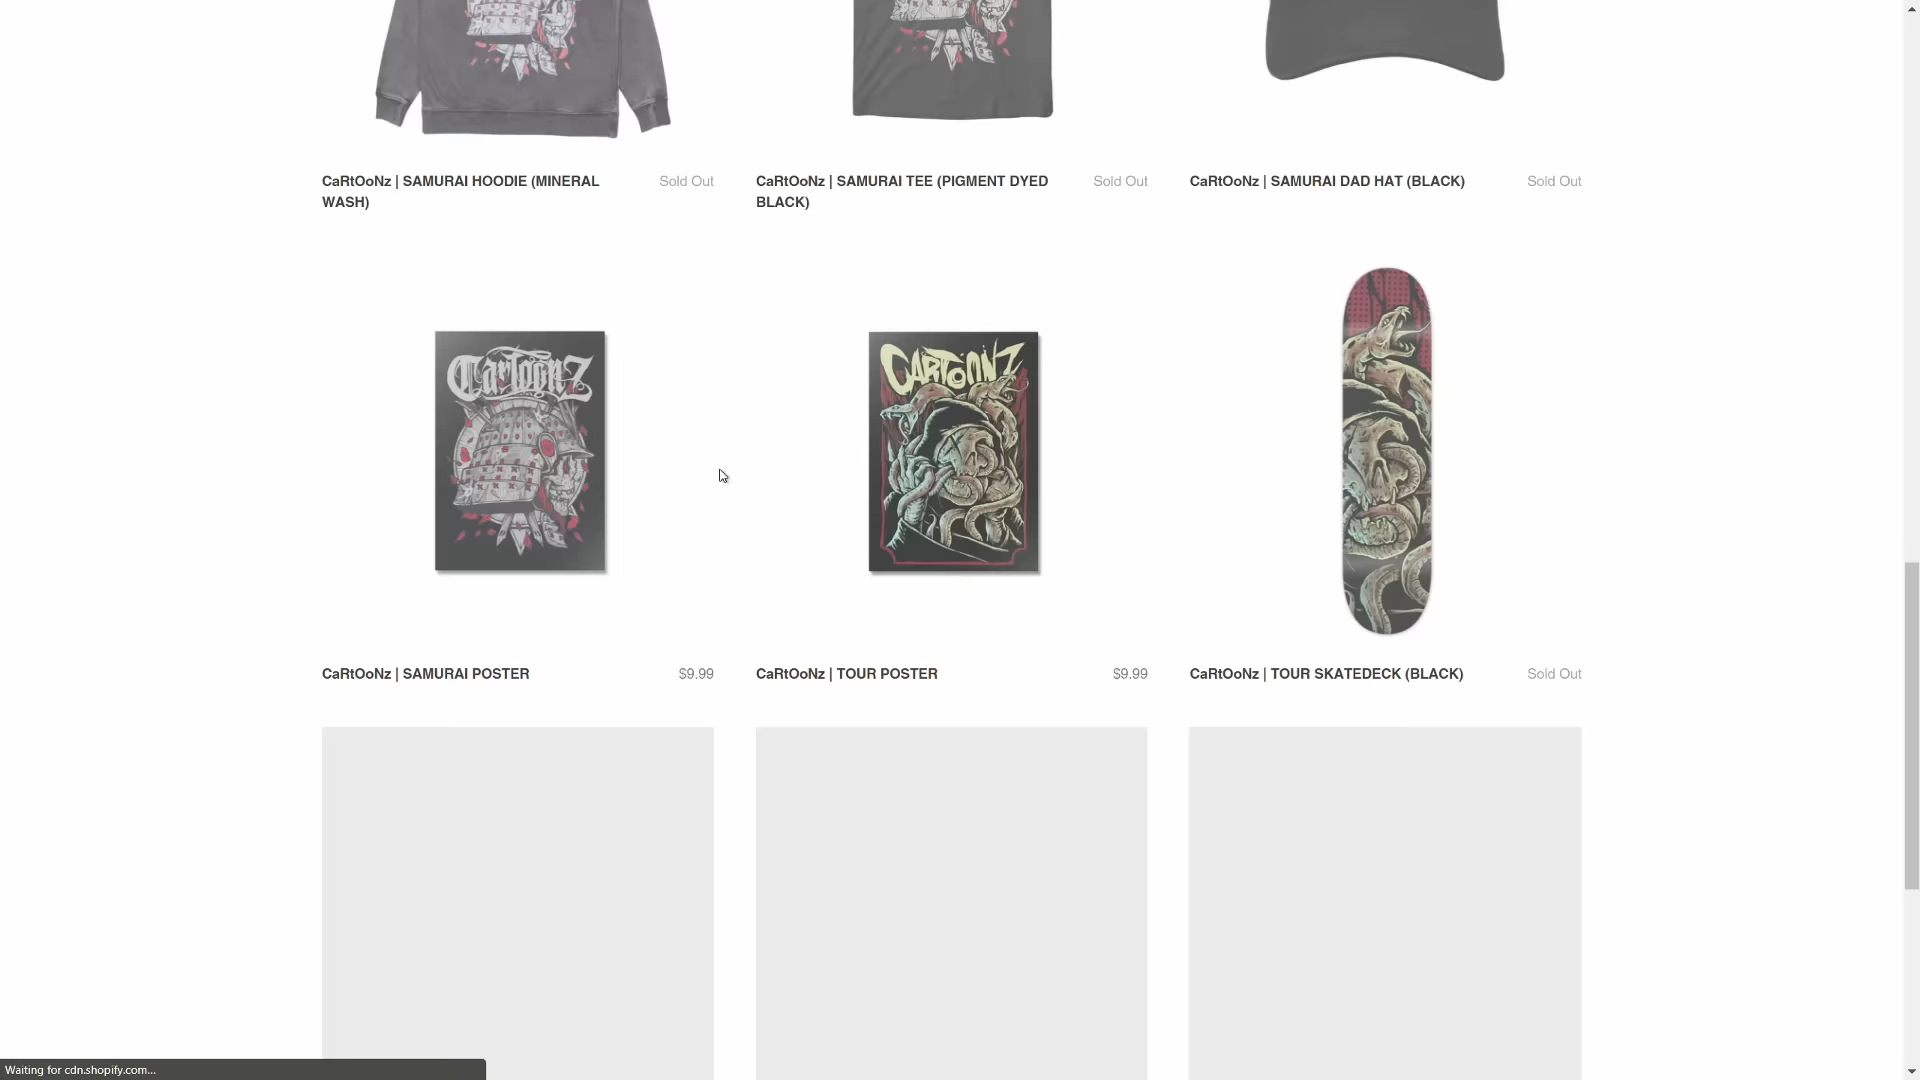 CaRtOoNz | SAMURAI HOODIE (MINERAL
WASH)
Sold Out
CaRtOoNz | SAMURAI TEE (PIGMENT DYED
BLACK)
Sold Out
CaRtOoNz | SAMURAI DAD HAT (BLACK)
Sold Out
CarToonZ
CARTOONZ
CaRtOoNz | SAMURAI POSTER
$9.99
CaRtOoNz | TOUR POSTER
$9.99
CaRtOoNz | TOUR SKATEDECK (BLACK)
Sold Out
Waiting for cdn.shopify.com...